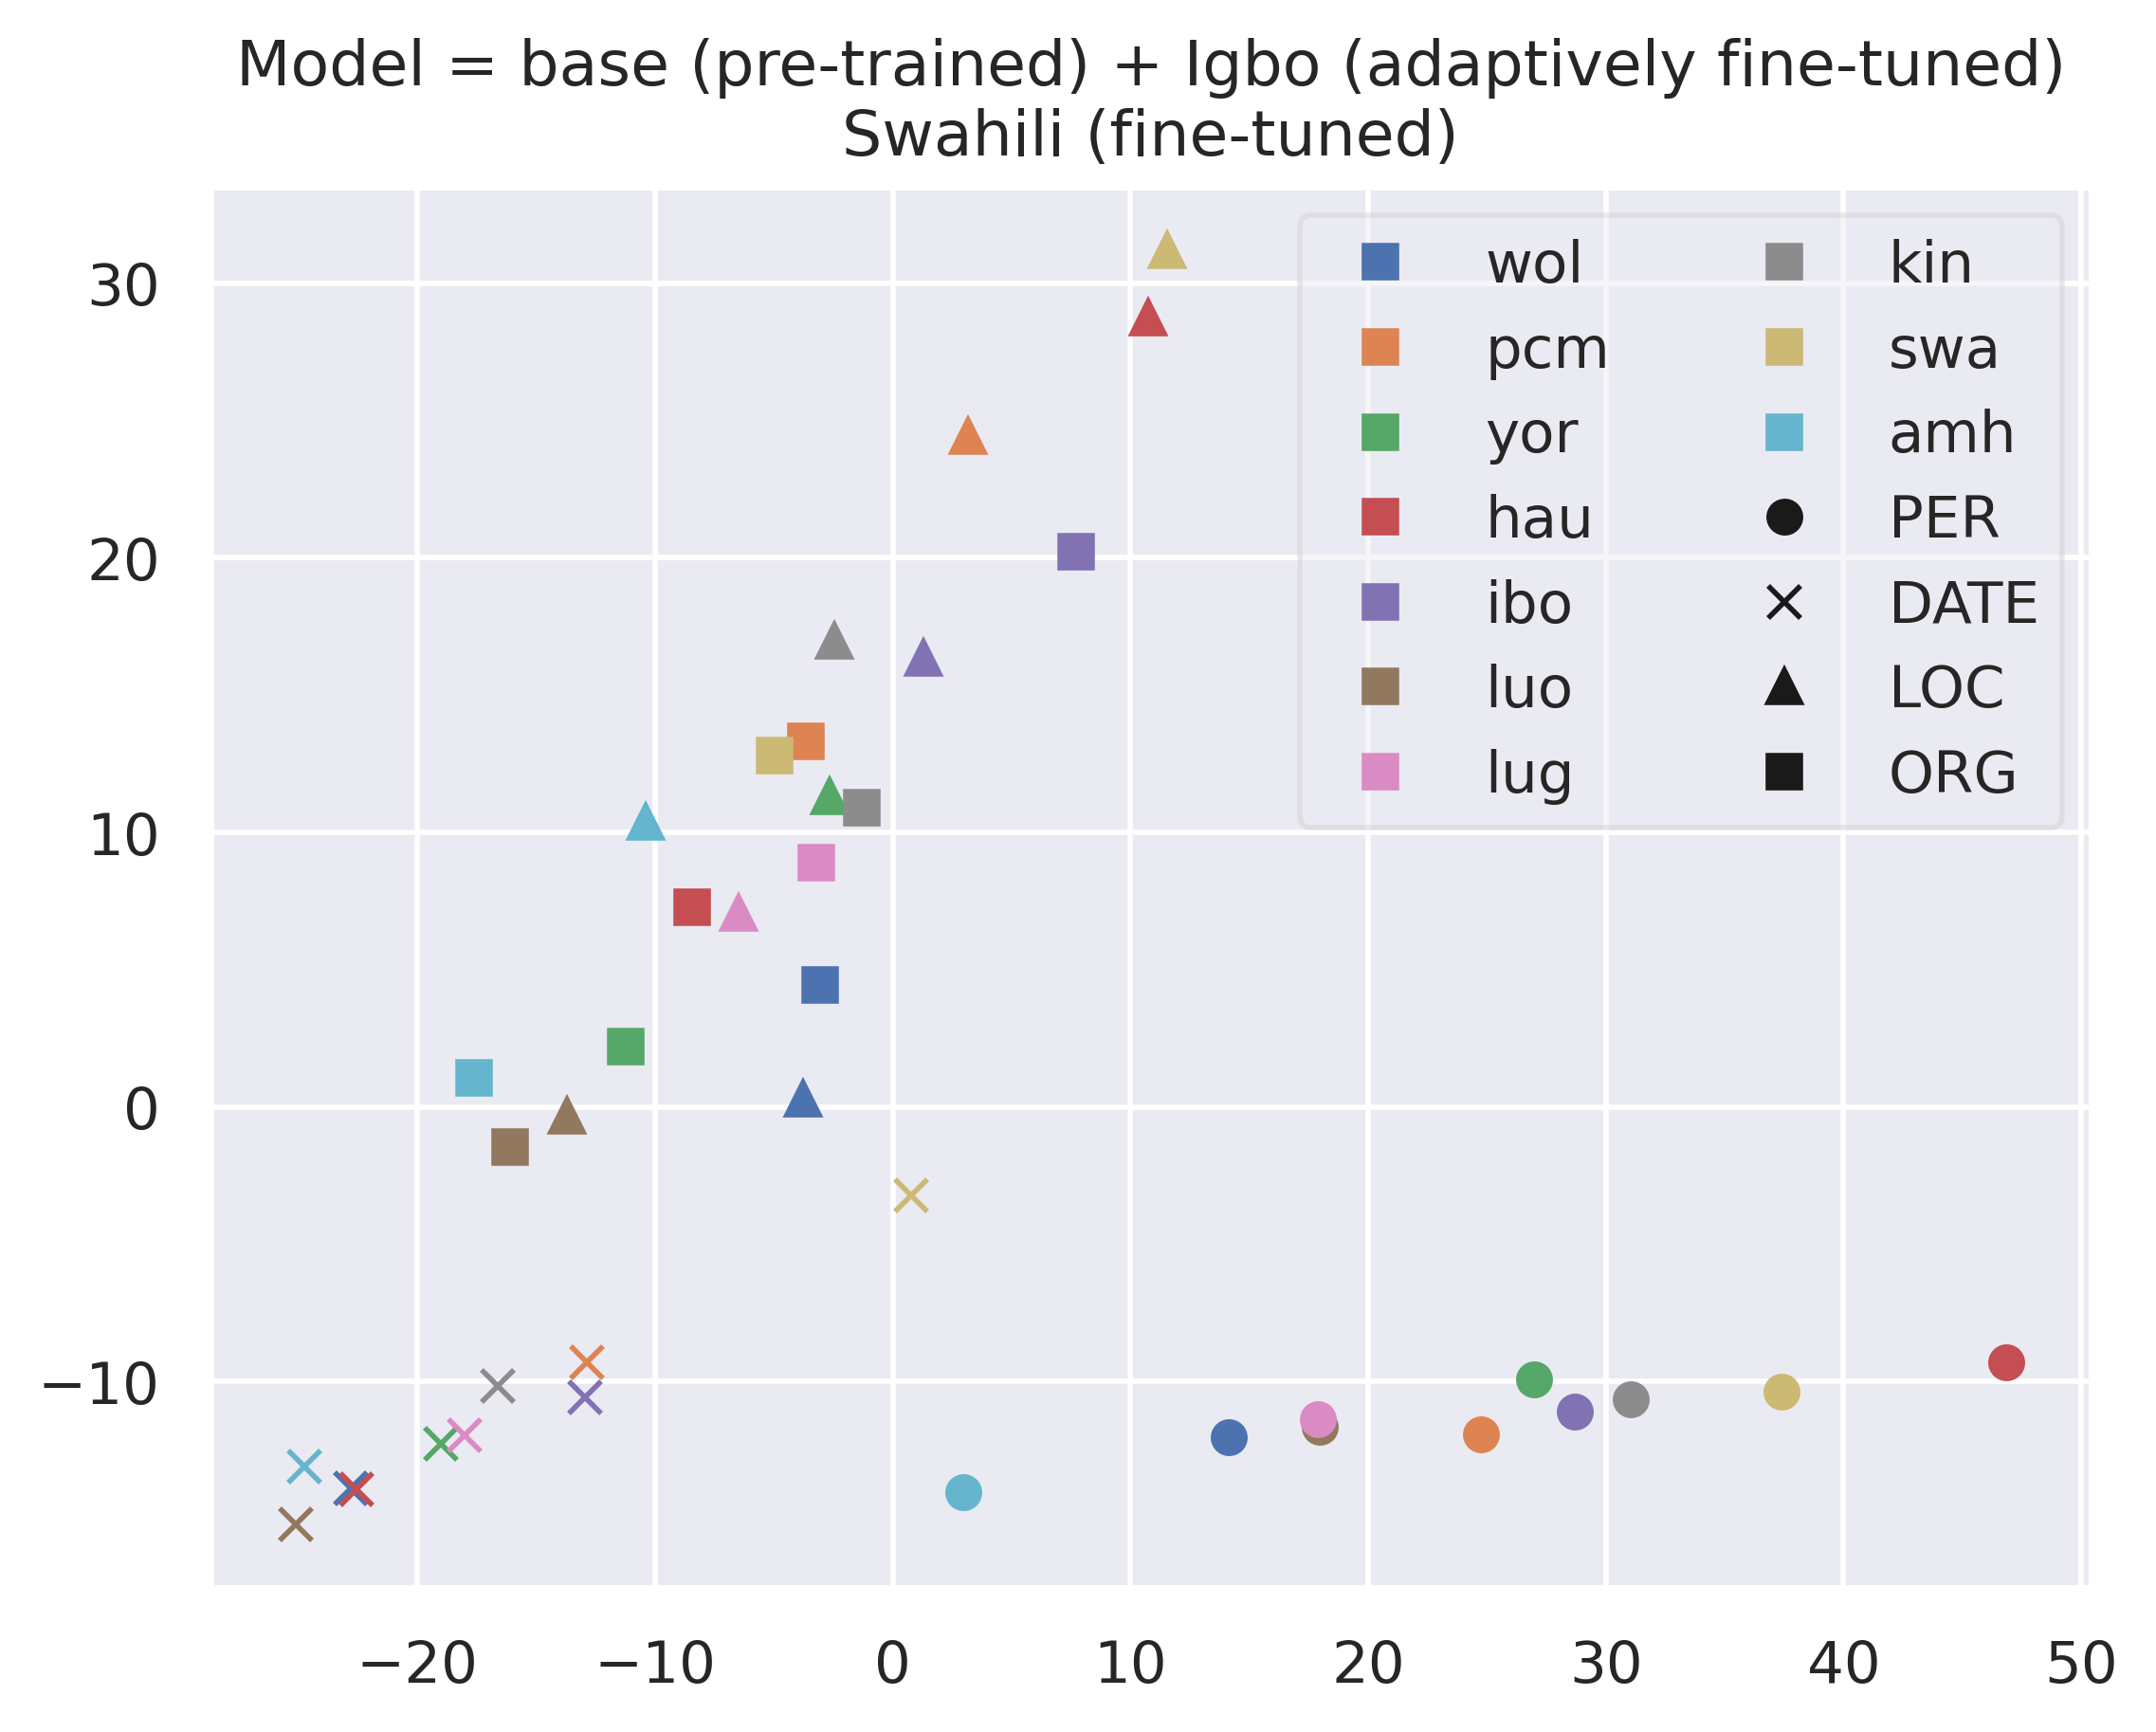 Model = base (pre-trained) + Igbo (adaptively fine-tuned)
Swahili (fine-tuned)
30
20
10
0
−10
−20
−10
0
10
20
30
40
50
wol
pcm
yor
hau
ibo
luo
lug
kin
swa
amh
PER
DATE
LOC
ORG